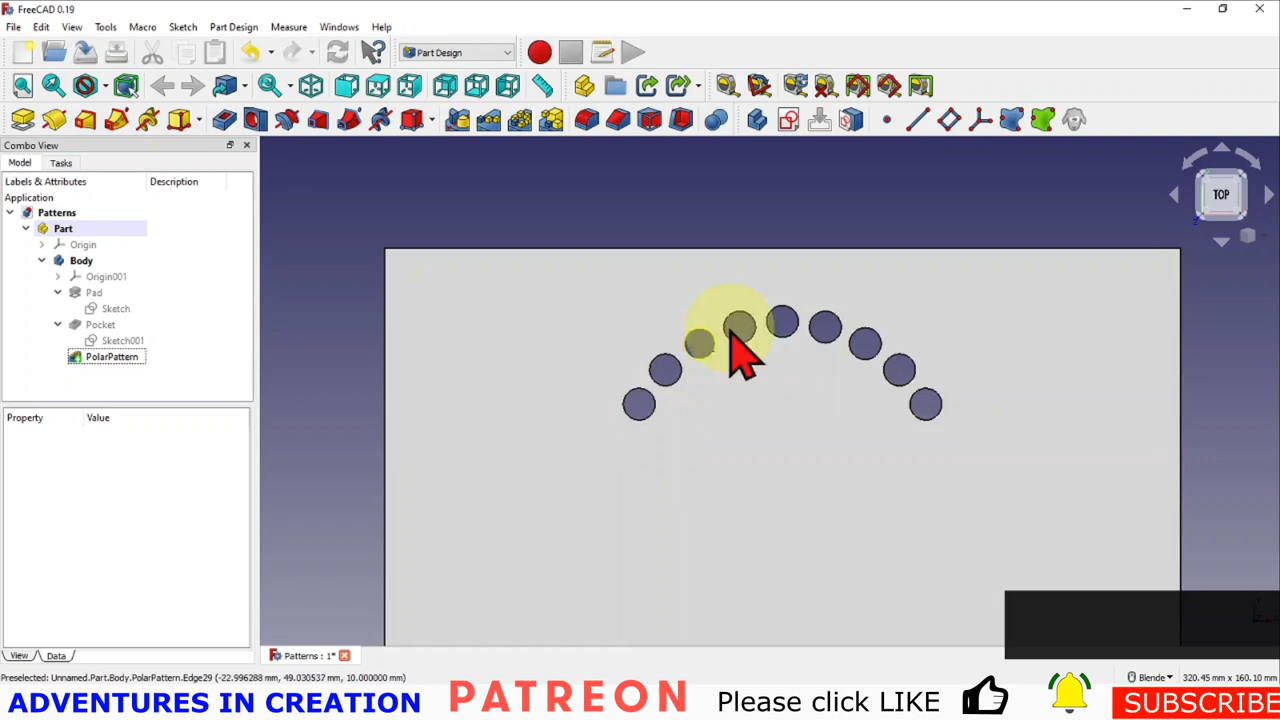 FreeCAD 0.19
File Edit View Tools Macro Sketch Part Design Measure Windows Help
Part Design
Combo View
Model Tasks
Labels & Attributes Description
Application
Patterns
Part
Origin
Body
Origin001
Pad
Sketch
Pocket
Sketch001
PolarPattern
Property Value
View Data
TOP
Patterns : 1*
Preselected: Unnamed.Part.Body.PolarPattern.Edge29 (-22.996288 mm, 49.030537 mm, 10.000000 mm)
Blende 320.45 mm x 160.10 mm
ADVENTURES IN CREATION PATREON Please click LIKE SUBSCRIBE